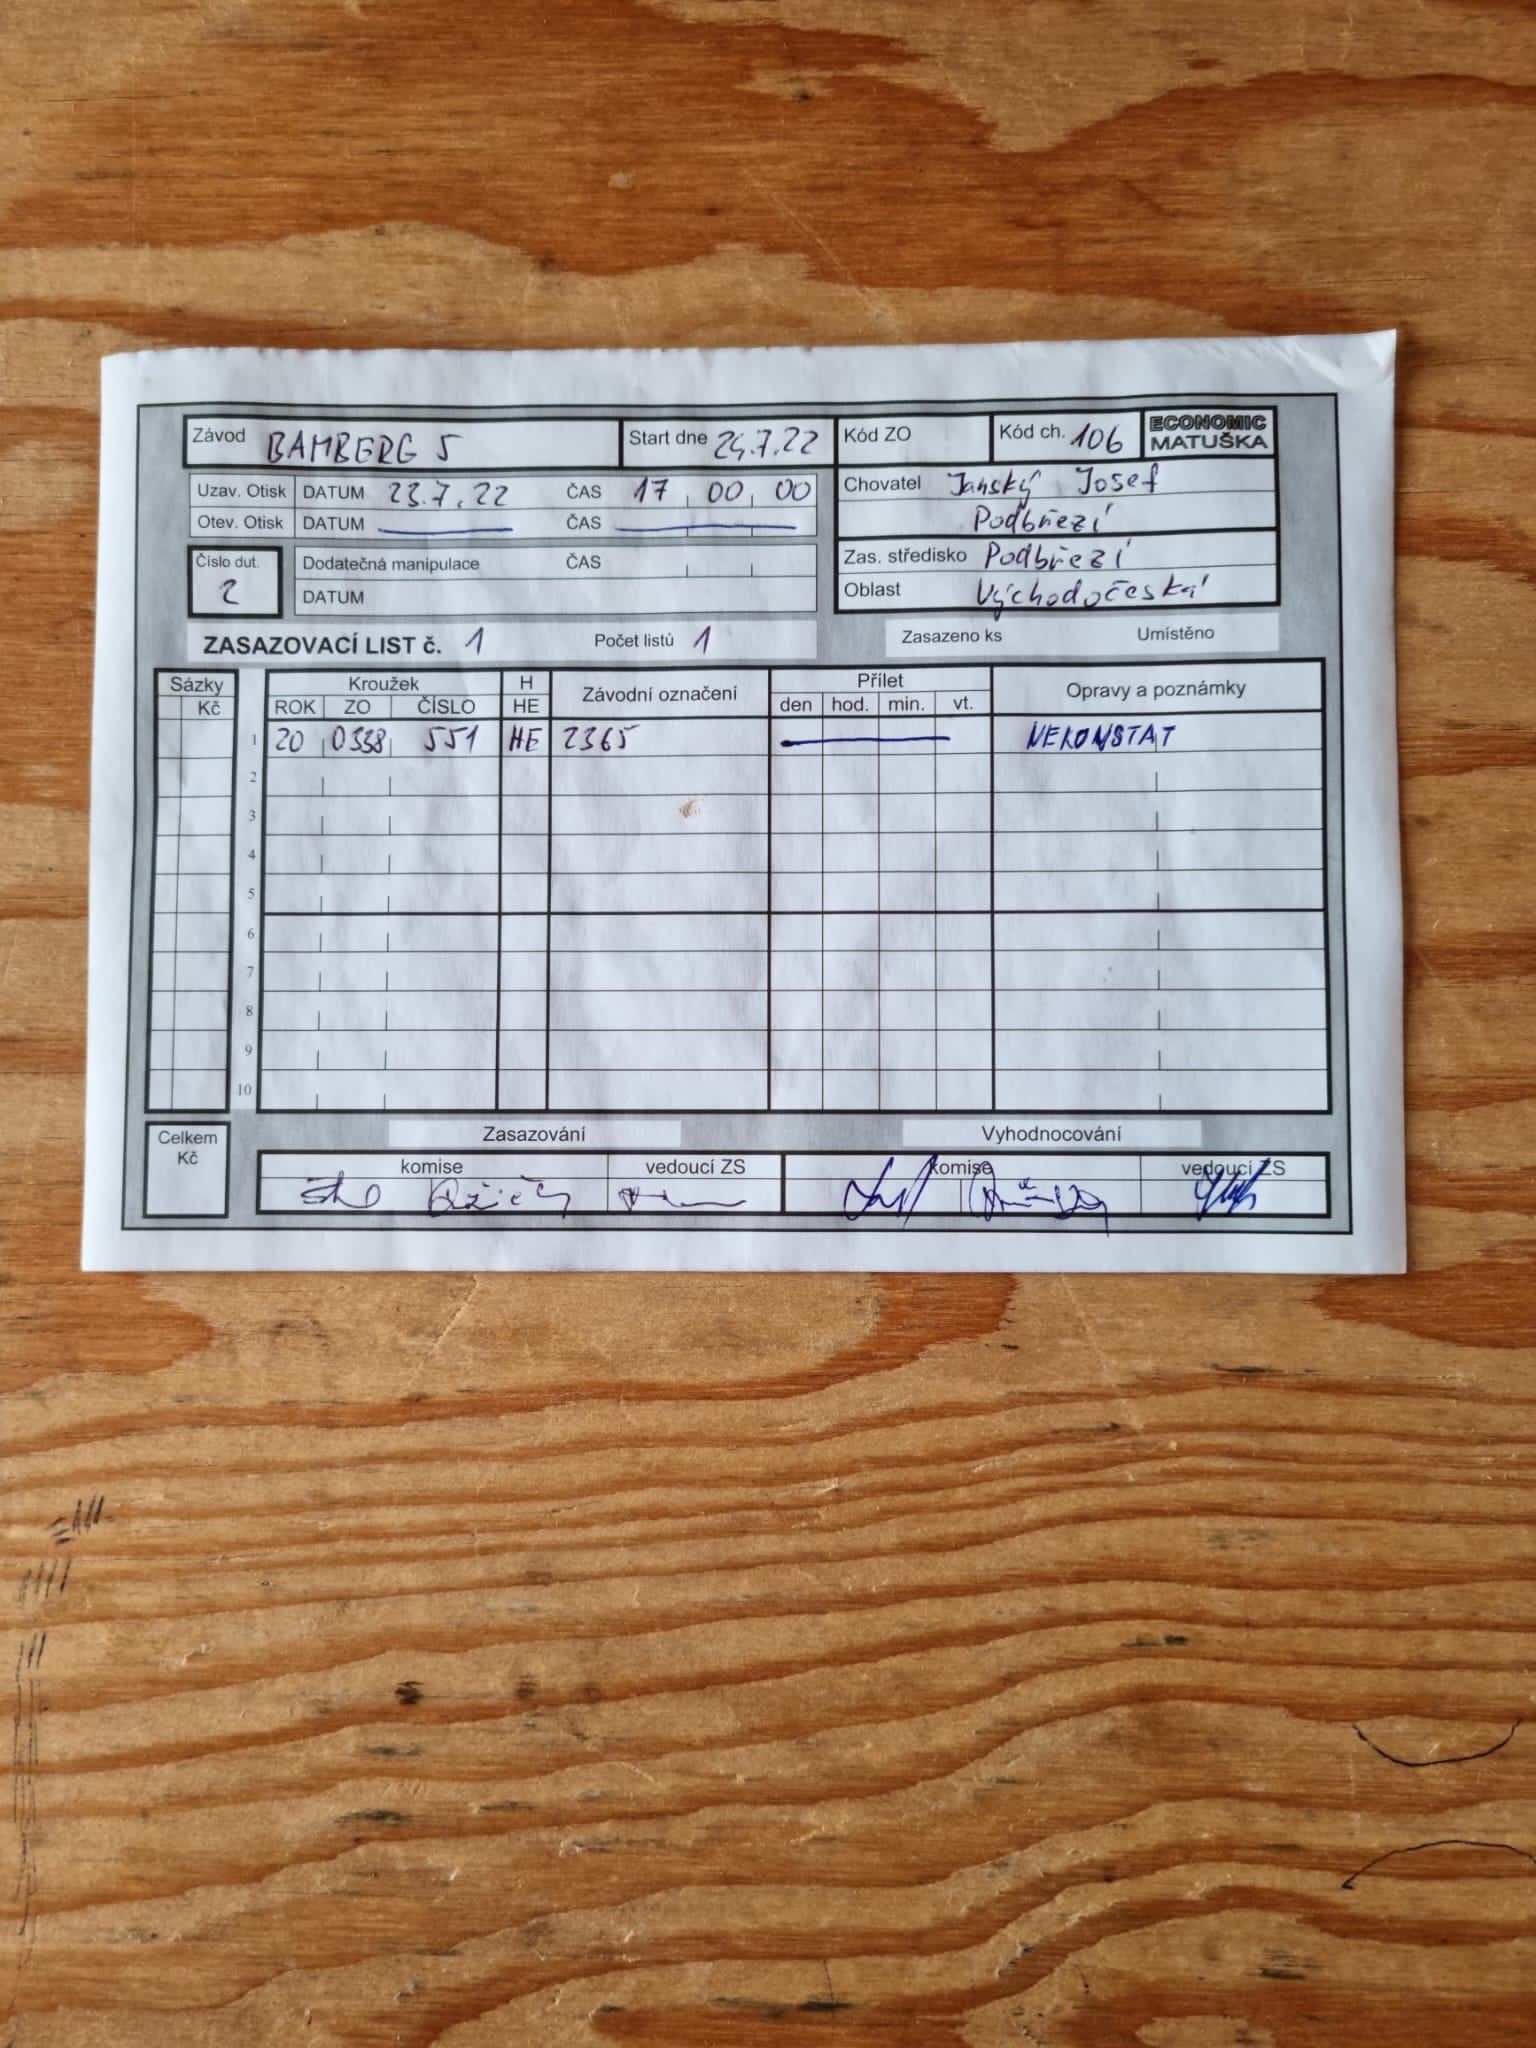 Závod BAMBERG 5 Start dne 24.7.22 Kód ZO Kód ch. 106 ECONOMIC MATUŠKA
Uzav. Otisk DATUM 23.7.22 ČAS 17 00 00 Chovatel Janský Josef
Otev. Otisk DATUM ČAS Podbřezí
Číslo dut. 2 Dodatečná manipulace ČAS Zas. středisko Podbřezí
DATUM Oblast Východočeská
ZASAZOVACÍ LIST č. 1 Počet listů 1 Zasazeno ks Umístěno
Sázky Kroužek H Závodní označení Přílet Opravy a poznámky
Kč ROK ZO ČÍSLO HE den hod. min. vt.
1 20 0338 551 HE 2365 NEKONSTAT
2
3
4
5
6
7
8
9
10
Celkem Kč Zasazování Vyhodnocování
komise vedoucí ZS komise vedoucí ZS